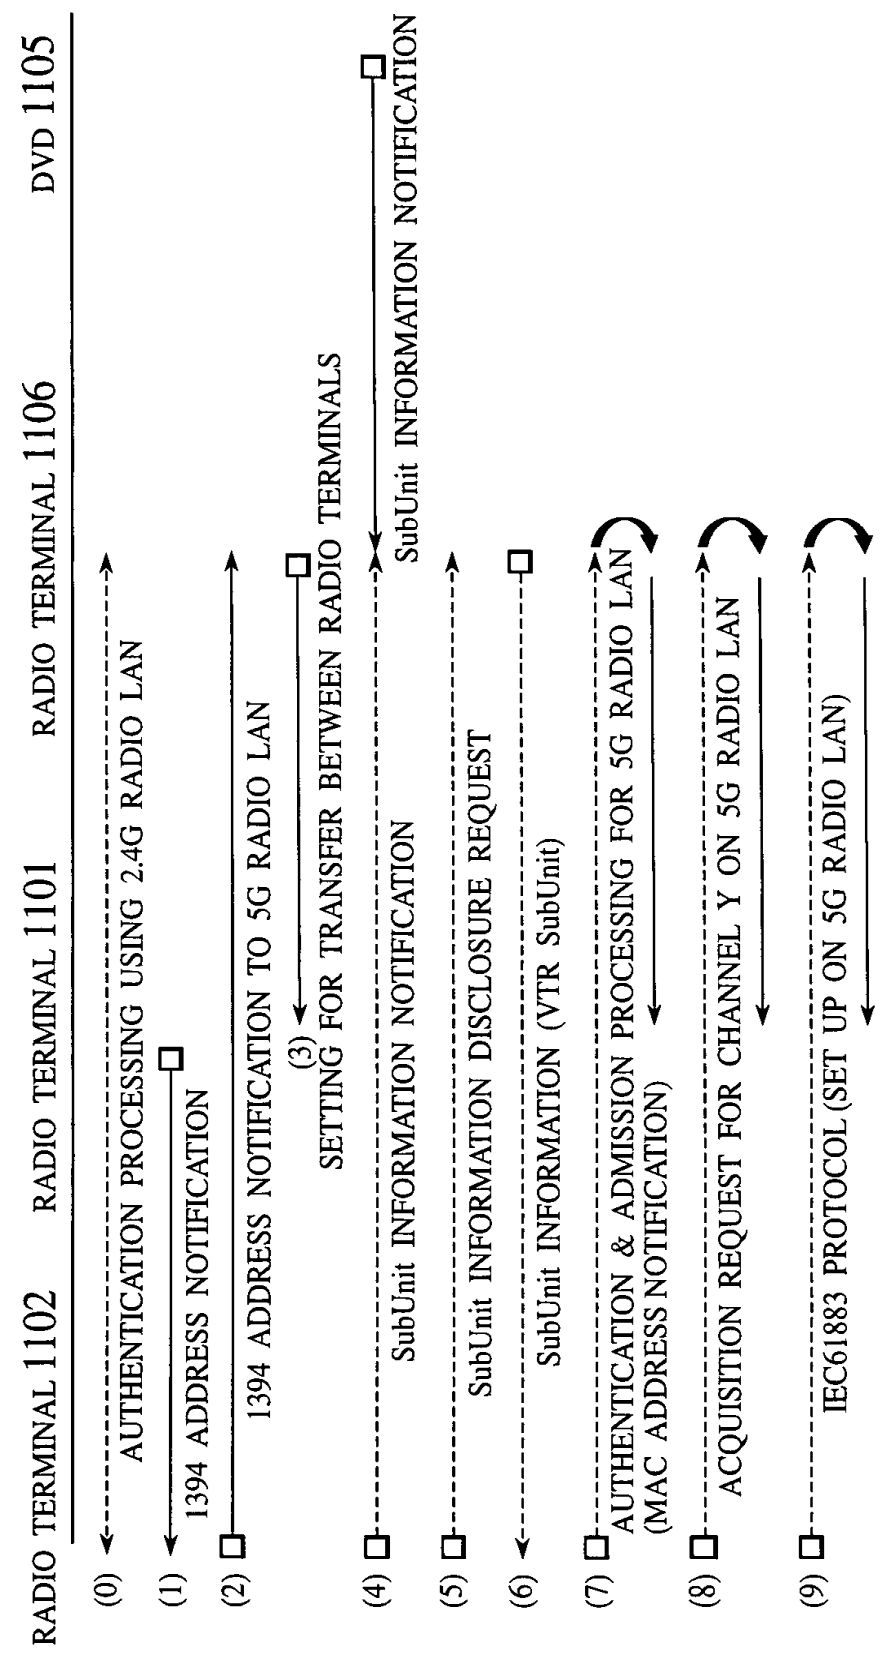 RADIO TERMINAL 1102
RADIO TERMINAL 1101
RADIO TERMINAL 1106
DVD 1105
(0)
AUTHENTICATION PROCESSING USING 2.4G RADIO LAN
(1)
1394 ADDRESS NOTIFICATION
(2)
1394 ADDRESS NOTIFICATION TO 5G RADIO LAN
(3)
SETTING FOR TRANSFER BETWEEN RADIO TERMINALS
(4)
SubUnit INFORMATION NOTIFICATION
SubUnit INFORMATION NOTIFICATION
(5)
SubUnit INFORMATION DISCLOSURE REQUEST
(6)
SubUnit INFORMATION (VTR SubUnit)
(7)
AUTHENTICATION & ADMISSION PROCESSING FOR 5G RADIO LAN
(MAC ADDRESS NOTIFICATION)
(8)
ACQUISITION REQUEST FOR CHANNEL Y ON 5G RADIO LAN
(9)
IEC61883 PROTOCOL (SET UP ON 5G RADIO LAN)